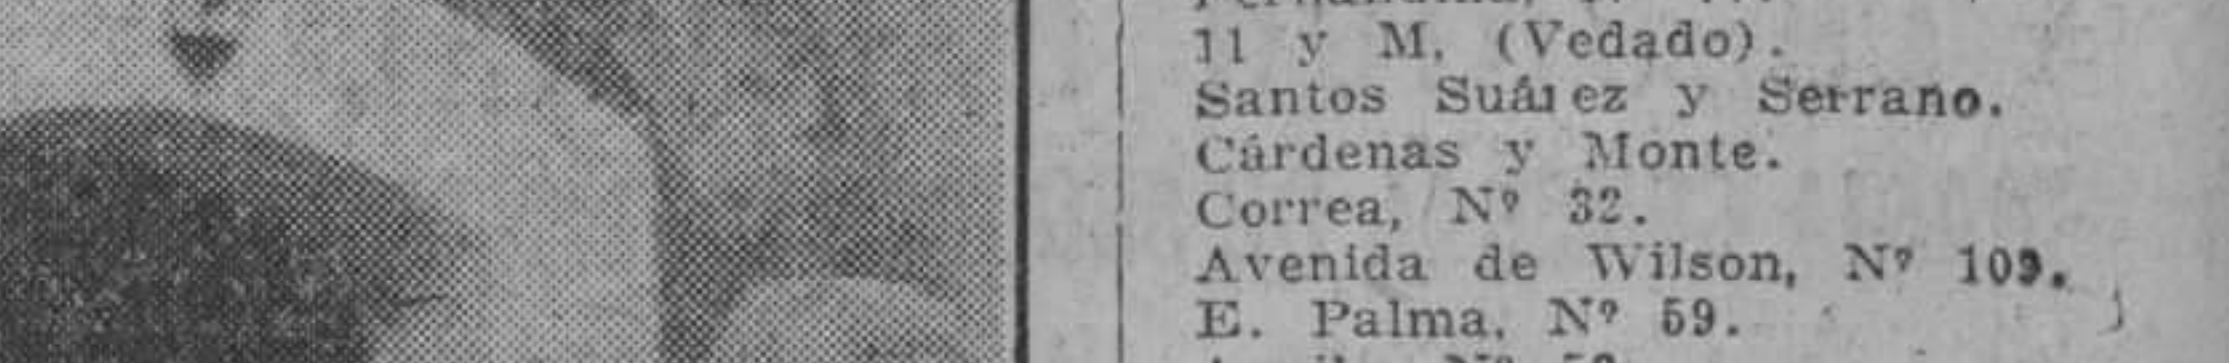 11 y M. (Vedado).
Santos Suárez y Serrano.
Cárdenas y Monte.
Correa, Nº 32.
Avenida de Wilson, Nº 109.
E. Palma, Nº 59.